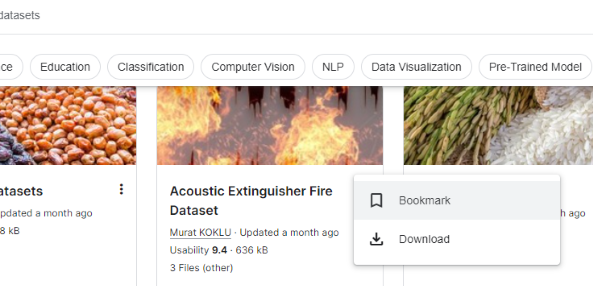 datasets
ce
Education
Classification
Computer Vision
NLP
Data Visualization
Pre-Trained Model
atasets
pdated a month ago
8 kB
Acoustic Extinguisher Fire
Dataset
Murat KOKLU · Updated a month ago
Usability 9.4 · 636 kB
3 Files (other)
Bookmark
Download
h ago